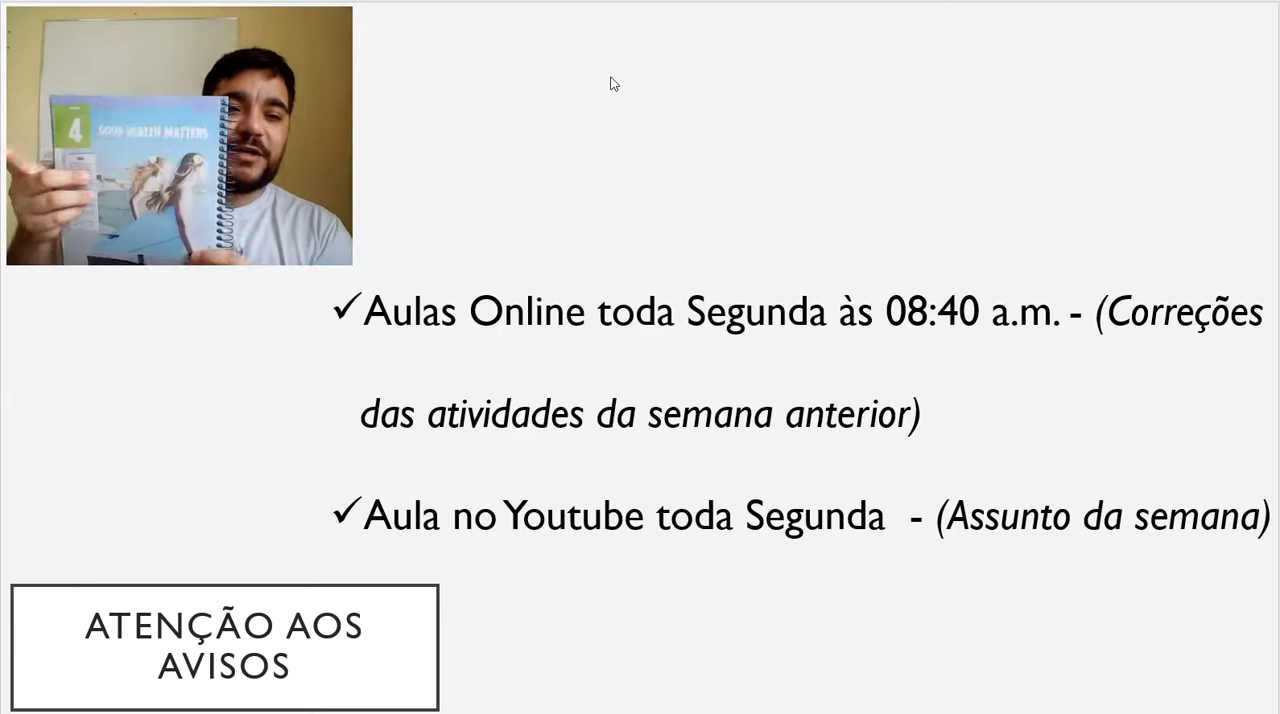 4
GOOD HEALTH MATTERS
✓Aulas Online toda Segunda às 08:40 a.m. - (Correções
das atividades da semana anterior)
✓Aula no Youtube toda Segunda - (Assunto da semana)
ATENÇÃO AOS
AVISOS